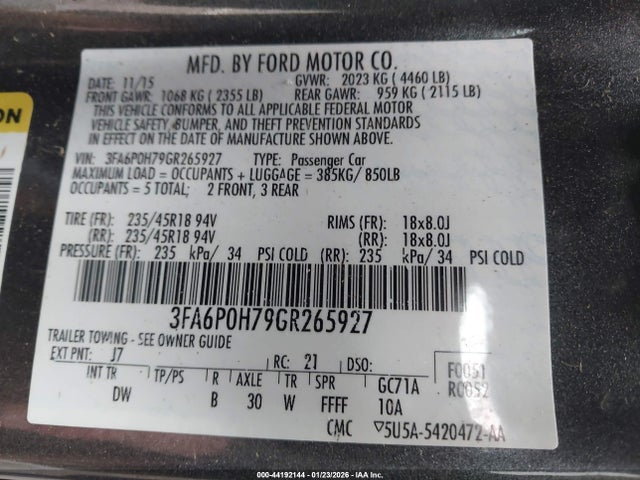 MFD. BY FORD MOTOR CO.
DATE: 11/15 GVWR: 2023 KG ( 4460 LB)
FRONT GAWR: 1068 KG ( 2355 LB) REAR GAWR: 959 KG ( 2115 LB)
THIS VEHICLE CONFORMS TO ALL APPLICABLE FEDERAL MOTOR
VEHICLE SAFETY, BUMPER, AND THEFT PREVENTION STANDARDS
IN EFFECT ON THE DATE OF MANUFACTURE SHOWN ABOVE.
VIN: 3FA6P0H79GR265927 TYPE: Passenger Car
MAXIMUM LOAD = OCCUPANTS + LUGGAGE = 385KG/ 850LB
OCCUPANTS = 5 TOTAL; 2 FRONT, 3 REAR
TIRE (FR): 235/45R18 94V RIMS (FR): 18x8.0J
(RR): 235/45R18 94V (RR): 18x8.0J
PRESSURE (FR): 235 kPa/ 34 PSI COLD (RR): 235 kPa/ 34 PSI COLD
3FA6P0H79GR265927
TRAILER TOWING - SEE OWNER GUIDE
EXT PNT: J7 RC: 21 DSO: F0051
INT TR TP/PS R AXLE TR SPR GC71A R0052
DW B 30 W FFFF 10A
CMC ▽5U5A-5420472-AA
ON
000-44192144 - 01/23/2026 - IAA, Inc.